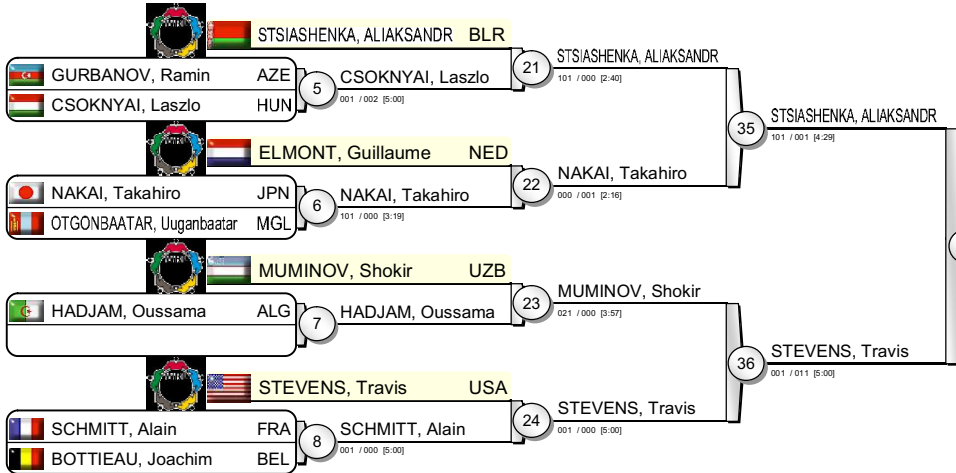 STSIASHENKA, ALIAKSANDR BLR
GURBANOV, Ramin AZE
CSOKNYAI, Laszlo HUN
5
CSOKNYAI, Laszlo
001 / 002 [5:00]
21
STSIASHENKA, ALIAKSANDR
101 / 000 [2:40]
ELMONT, Guillaume NED
NAKAI, Takahiro JPN
OTGONBAATAR, Uuganbaatar MGL
6
NAKAI, Takahiro
101 / 000 [3:19]
22
NAKAI, Takahiro
000 / 001 [2:16]
35
STSIASHENKA, ALIAKSANDR
101 / 001 [4:29]
MUMINOV, Shokir UZB
HADJAM, Oussama ALG
7
HADJAM, Oussama
23
MUMINOV, Shokir
021 / 000 [3:57]
STEVENS, Travis USA
SCHMITT, Alain FRA
BOTTIEAU, Joachim BEL
8
SCHMITT, Alain
001 / 000 [5:00]
24
STEVENS, Travis
001 / 000 [5:00]
36
STEVENS, Travis
001 / 011 [5:00]